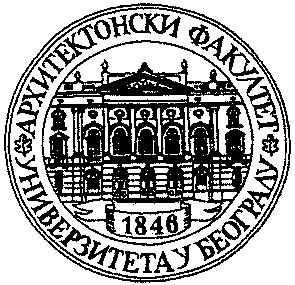 АРХИТЕКТОНСКИ ФАКУЛТЕТ
УНИВЕРЗИТЕТА У БЕОГРАДУ
1846